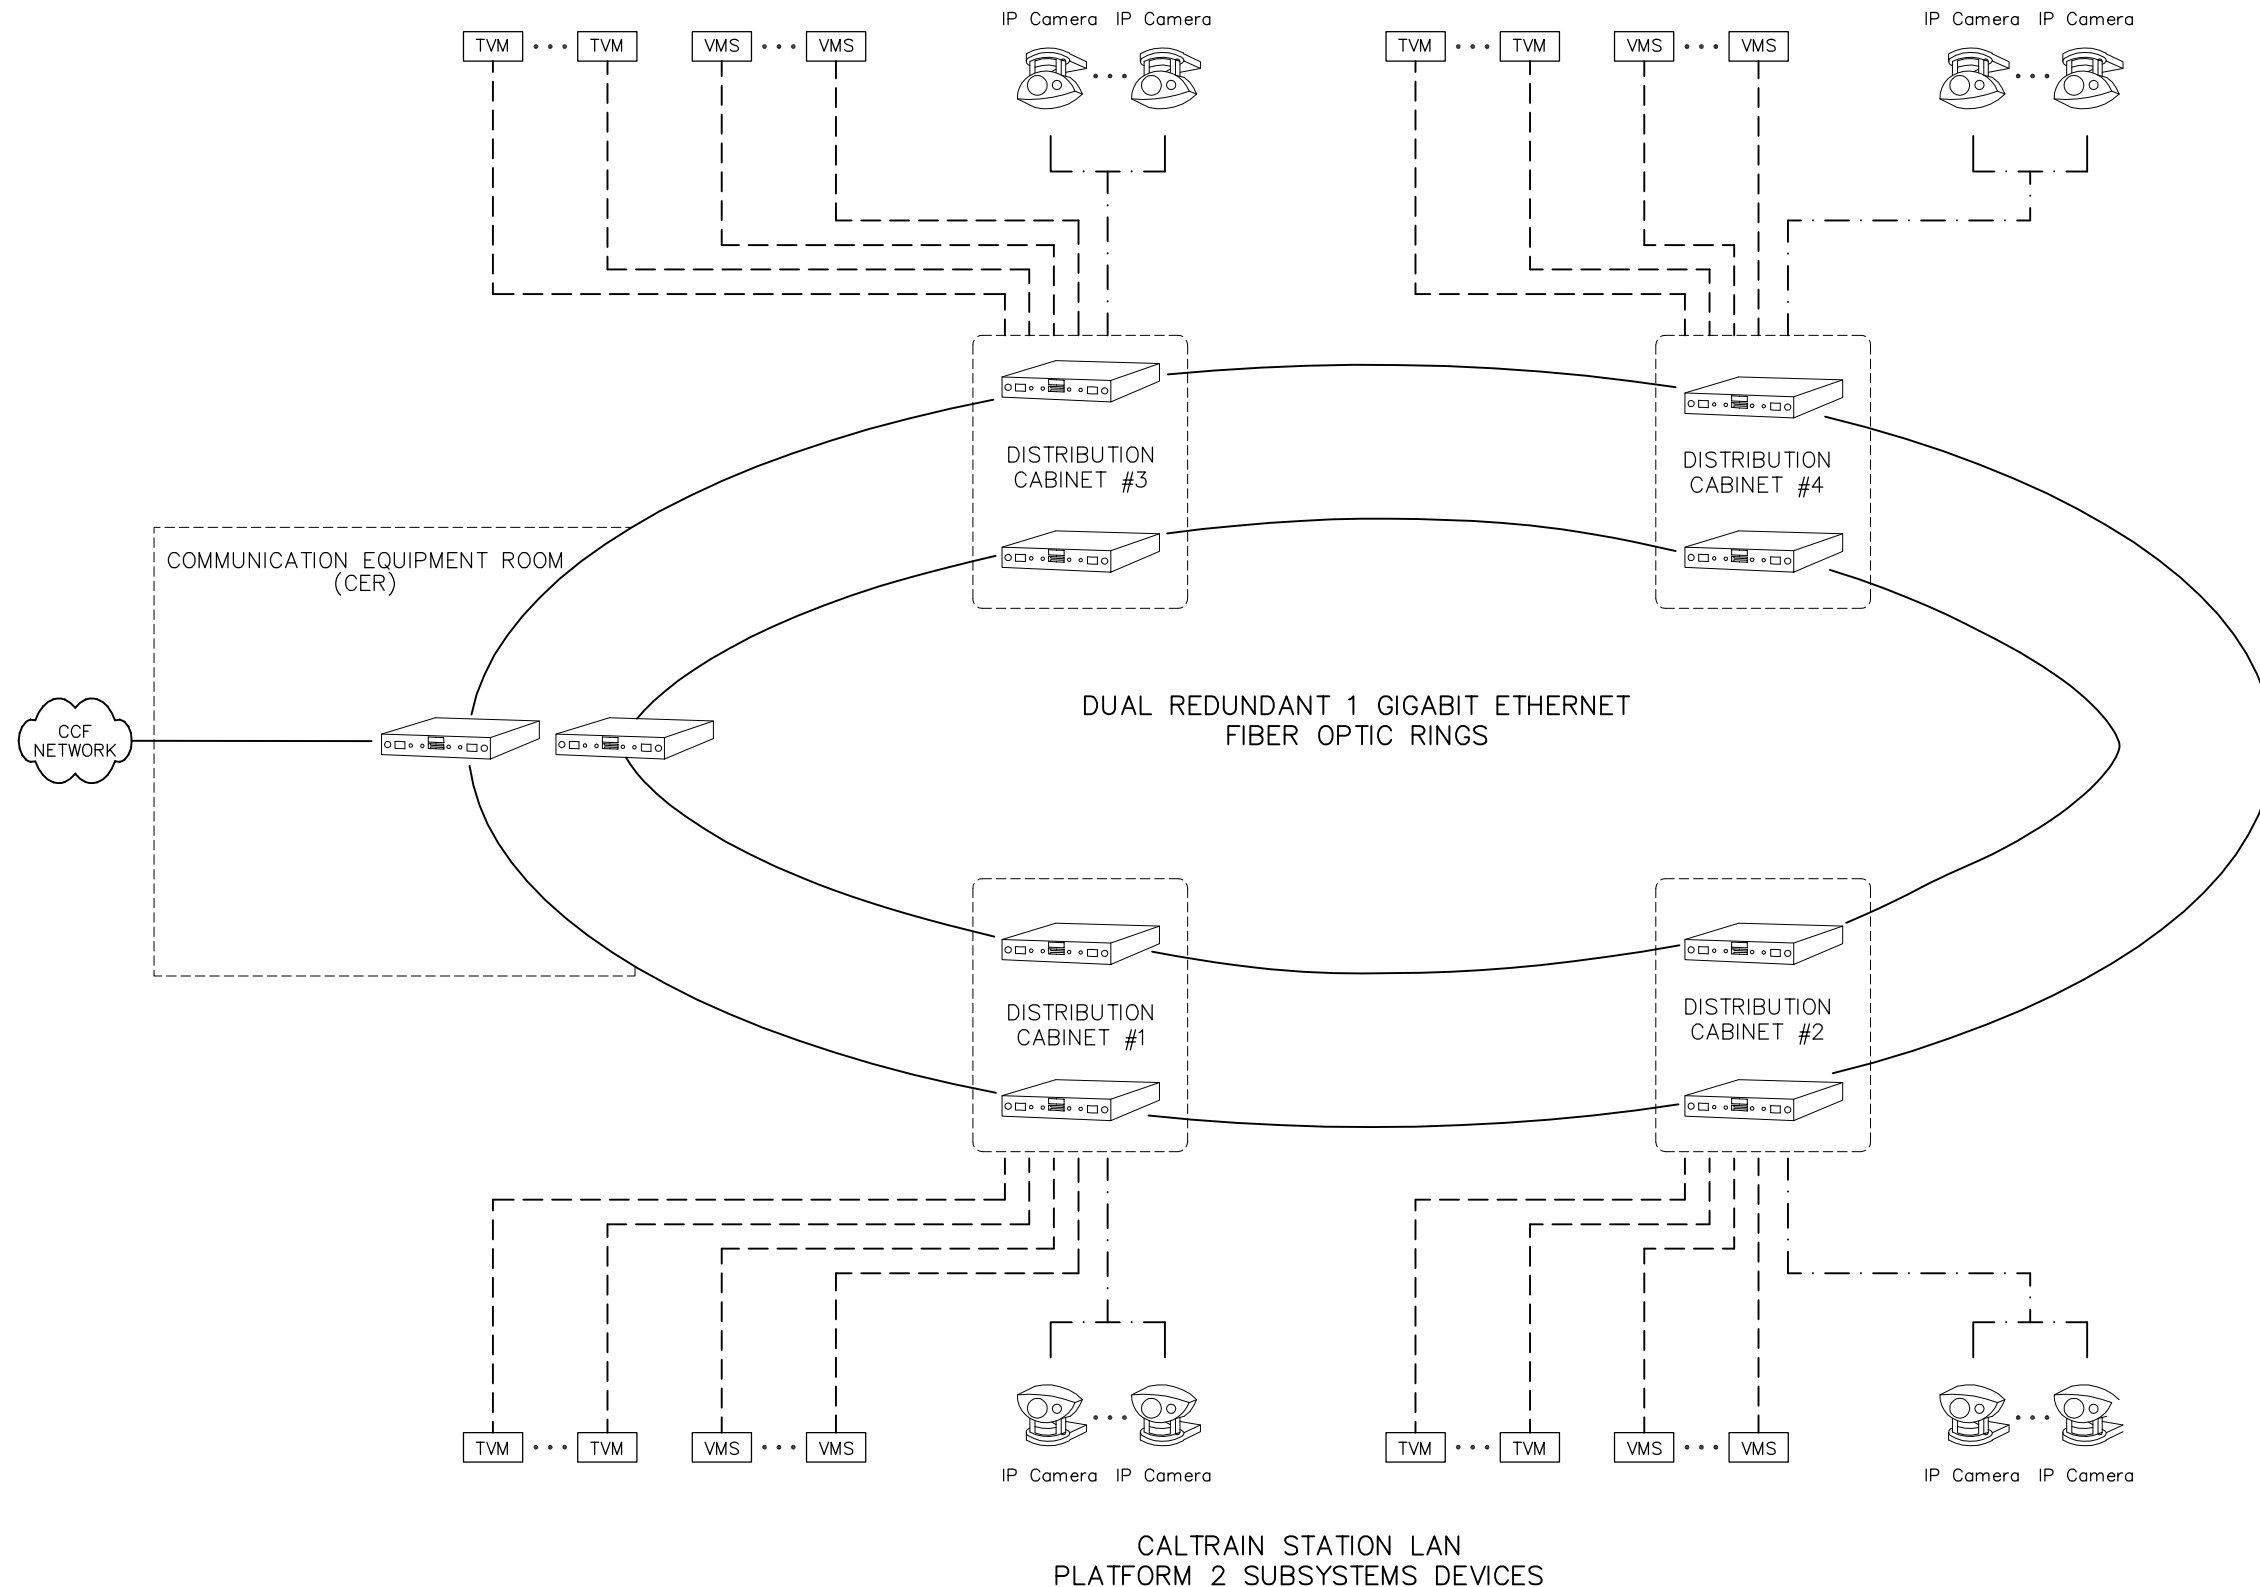 IP Camera IP Camera IP Camera IP Camera
TVM TVM VMS VMS TVM TVM VMS VMS
DISTRIBUTION
CABINET #3
DISTRIBUTION
CABINET #4
COMMUNICATION EQUIPMENT ROOM
(CER)
DUAL REDUNDANT 1 GIGABIT ETHERNET
FIBER OPTIC RINGS
CCF
NETWORK
DISTRIBUTION
CABINET #1
DISTRIBUTION
CABINET #2
TVM TVM VMS VMS TVM TVM VMS VMS
IP Camera IP Camera IP Camera IP Camera
CALTRAIN STATION LAN
PLATFORM 2 SUBSYSTEMS DEVICES